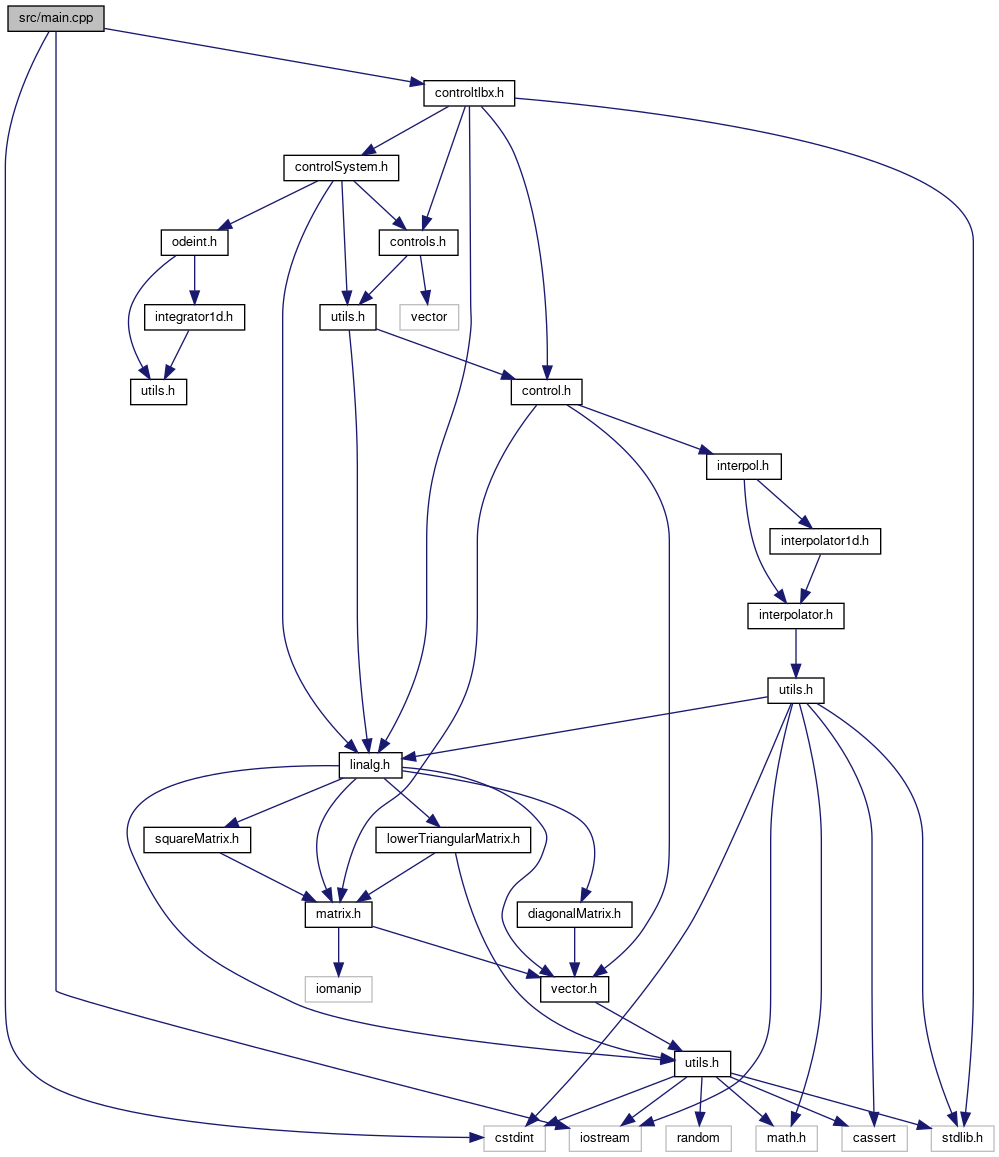 src/main.cpp
controltlbx.h
controlSystem.h
odeint.h
controls.h
integrator1d.h
utils.h
vector
utils.h
control.h
interpol.h
interpolator1d.h
interpolator.h
utils.h
linalg.h
squareMatrix.h
lowerTriangularMatrix.h
matrix.h
diagonalMatrix.h
iomanip
vector.h
utils.h
cstdint
iostream
random
math.h
cassert
stdlib.h